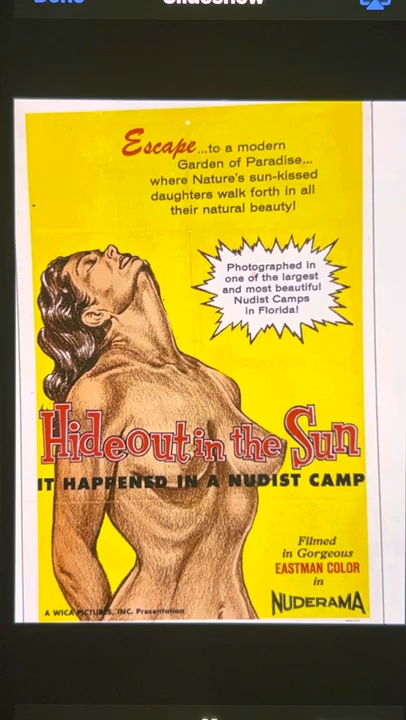 Done
Slideshow
Escape...to a modern
Garden of Paradise...
where Nature's sun-kissed
daughters walk forth in all
their natural beauty!
Photographed in
one of the largest
and most beautiful
Nudist Camps
in Florida!
Hideout in the Sun
IT HAPPENED IN A NUDIST CAMP
Filmed
in Gorgeous
EASTMAN COLOR
in
NUDERAMA
A WICA PICTURES, INC. Presentation